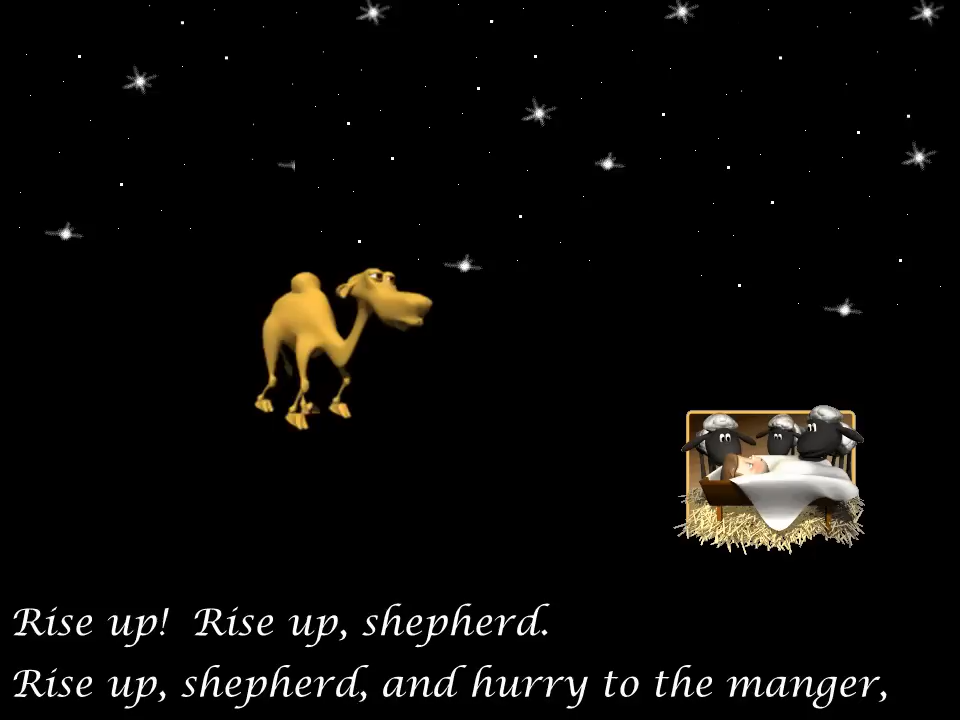 Rise up!  Rise up, shepherd.
Rise up, shepherd, and hurry to the manger,